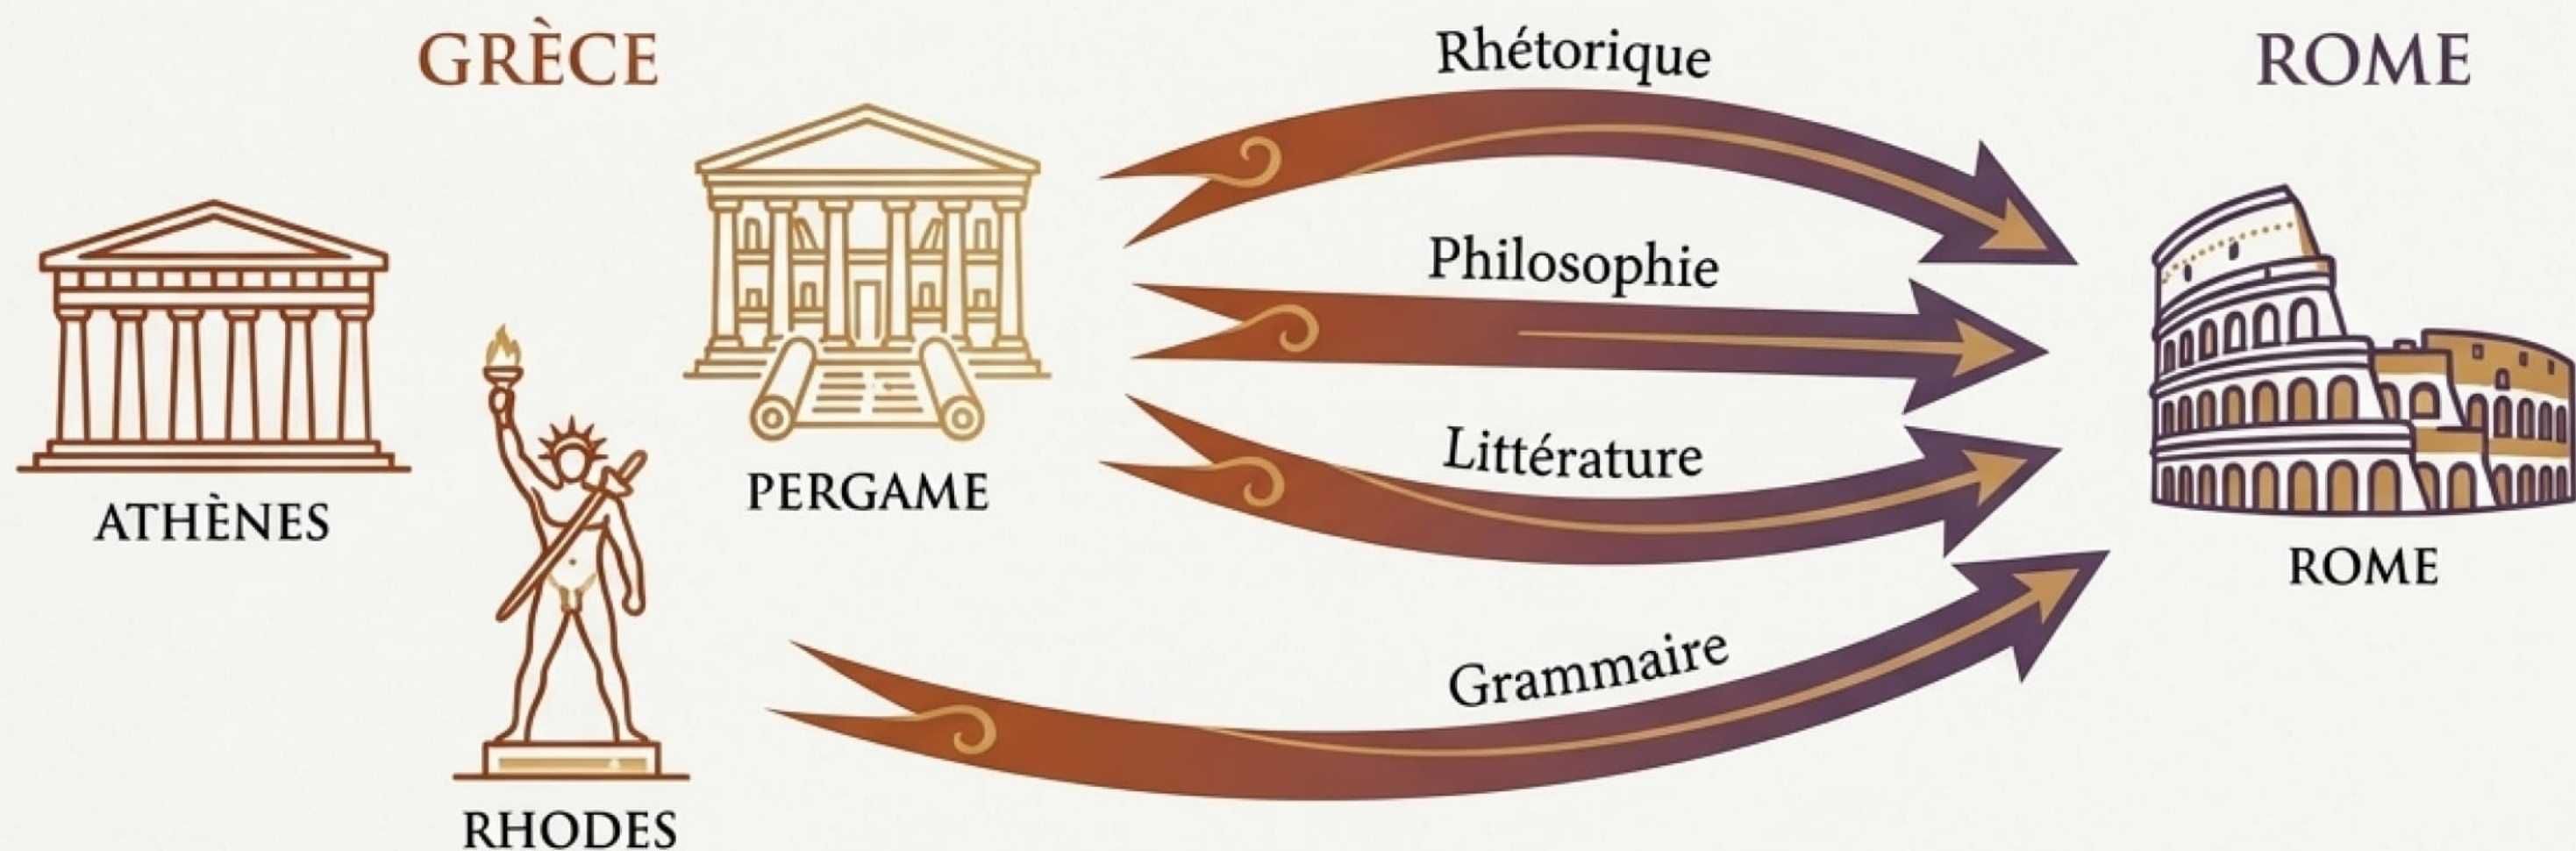 GRÈCE
ROME
ATHÈNES
RHODES
PERGAME
Rhétorique
Philosophie
Littérature
Grammaire
ROME